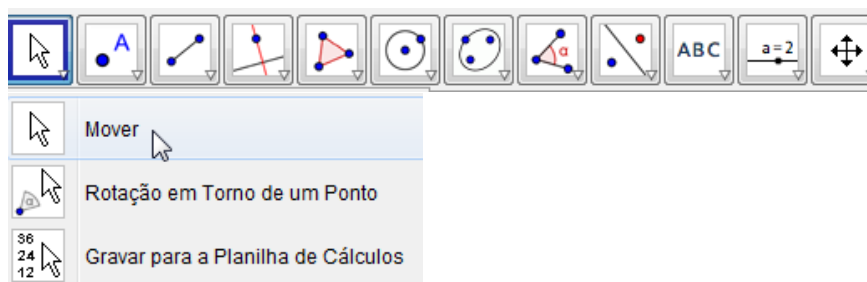 A
α
ABC
a=2
Mover
α
Rotação em Torno de um Ponto
36
24
12
Gravar para a Planilha de Cálculos